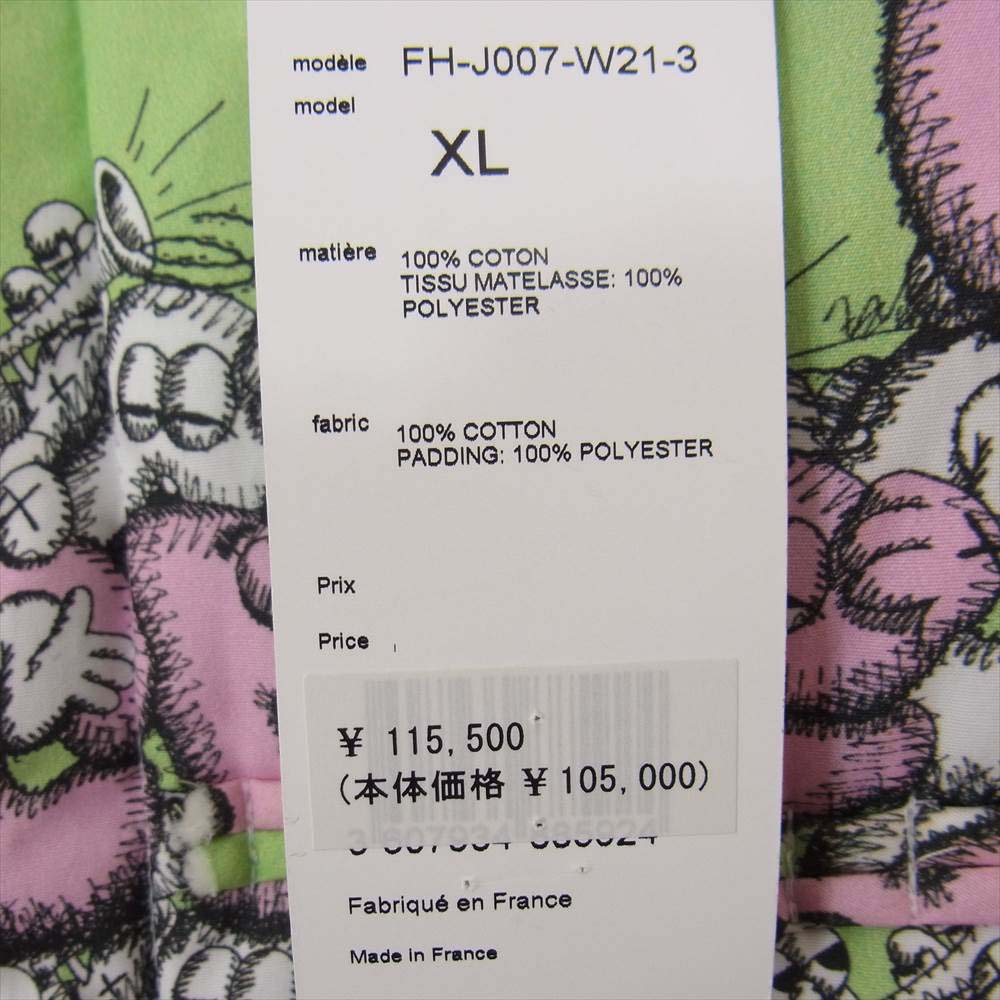 modèle FH-J007-W21-3
model
XL
matière 100% COTON
TISSU MATELASSE: 100%
POLYESTER
fabric 100% COTTON
PADDING: 100% POLYESTER
Prix
Price
¥ 115,500
(本体価格 ¥ 105,000)
Fabriqué en France
Made in France